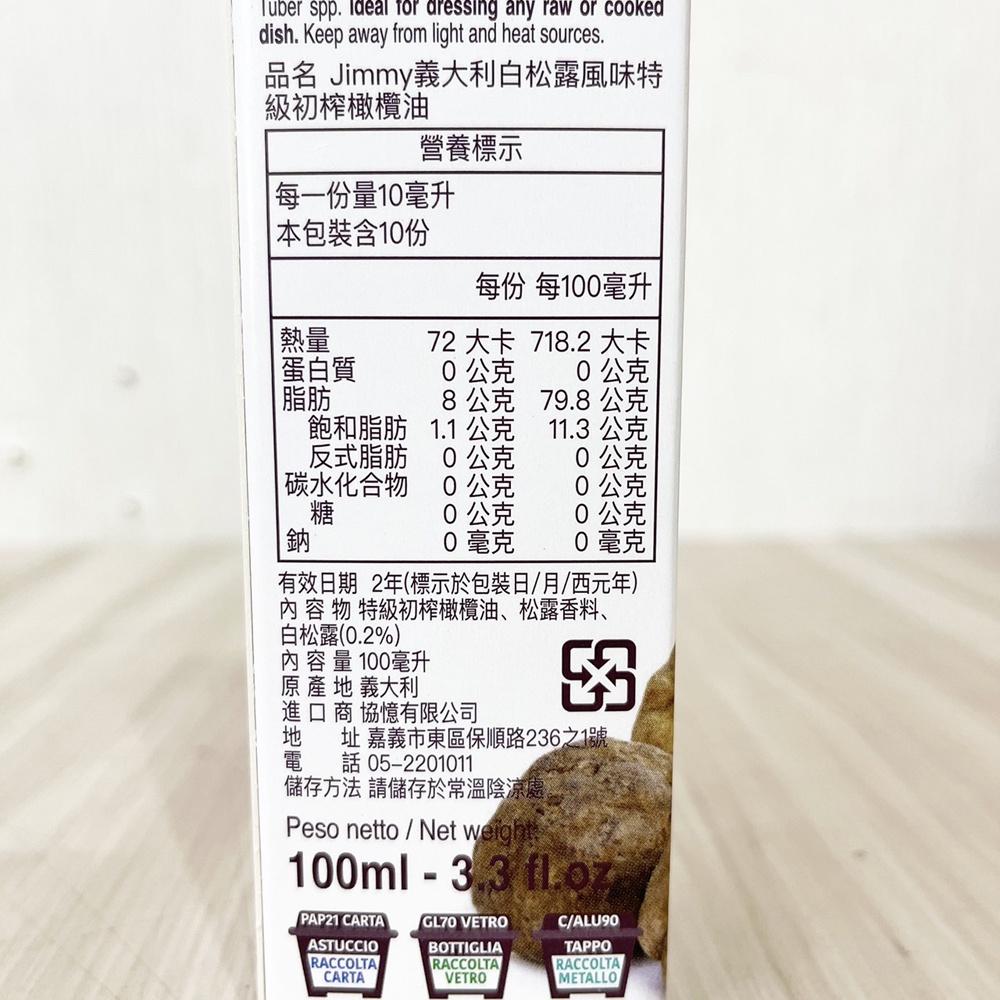 Tuber spp. Ideal for dressing any raw or cooked
dish. Keep away from light and heat sources.
品名 Jimmy義大利白松露風味特
級初榨橄欖油
營養標示
每一份量10毫升
本包裝含10份
每份 每100毫升
熱量 72 大卡 718.2 大卡
蛋白質 0 公克 0 公克
脂肪 8 公克 79.8 公克
飽和脂肪 1.1 公克 11.3 公克
反式脂肪 0 公克 0 公克
碳水化合物 0 公克 0 公克
糖 0 公克 0 公克
鈉 0 毫克 0 毫克
有效日期 2年(標示於包裝日/月/西元年)
內容物 特級初榨橄欖油、松露香料、
白松露(0.2%)
內容量 100毫升
原產地 義大利
進口商 協憶有限公司
地址 嘉義市東區保順路236之1號
電話 05-2201011
儲存方法 請儲存於常溫陰涼處
Peso netto / Net weight:
100ml - 3.3 fl.oz
PAP21 CARTA GL70 VETRO C/ALU90
ASTUCCIO BOTTIGLIA TAPPO
RACCOLTA RACCOLTA RACCOLTA
CARTA VETRO METALLO